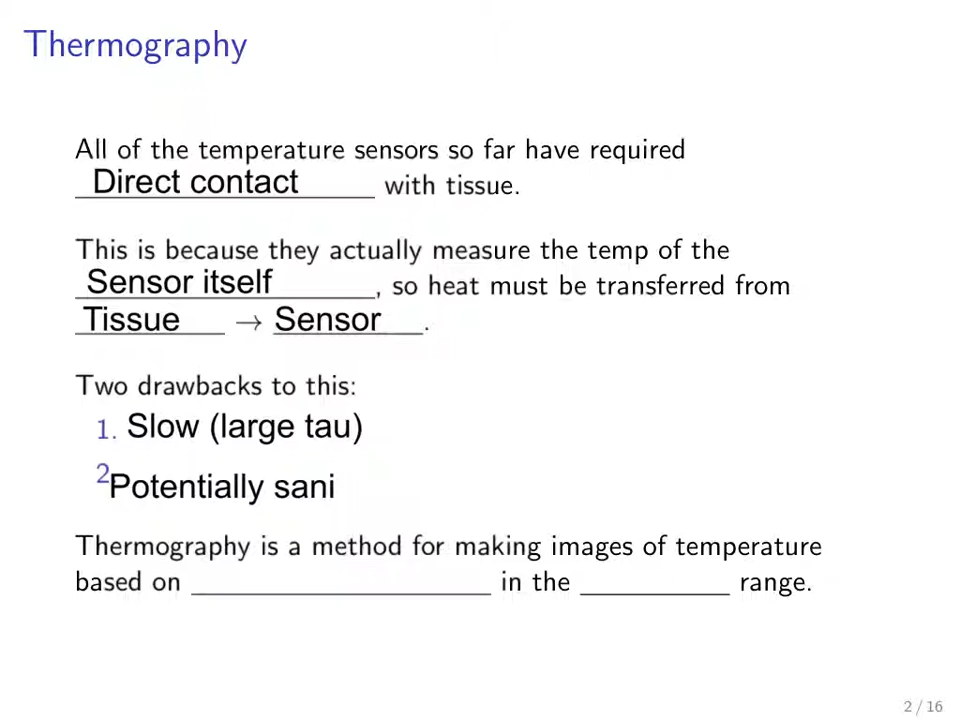 Thermography
All of the temperature sensors so far have required
Direct contact with tissue.
This is because they actually measure the temp of the
Sensor itself, so heat must be transferred from
Tissue → Sensor.
Two drawbacks to this:
1. Slow (large tau)
2 Potentially sani
Thermography is a method for making images of temperature
based on ____________________ in the __________ range.
2 / 16